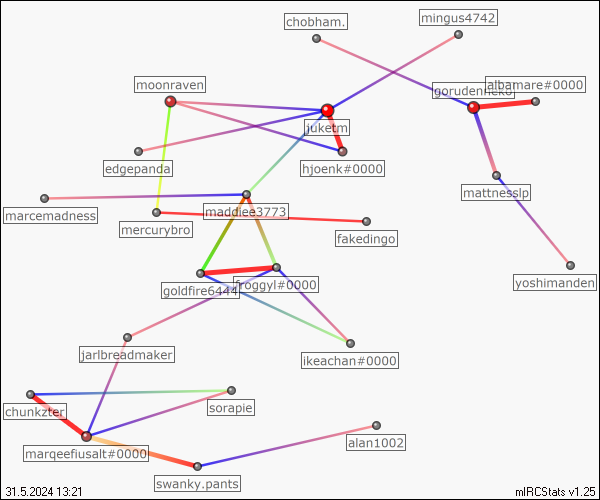 mingus4742
chobham.
moonraven
albamare#0000
gorudenneko
juketm
edgepanda
hjoenk#0000
mattnesslp
marcemadness
maddiee3773
mercurybro
fakedingo
goldfire6444
froggyl#0000
yoshimanden
jarlbreadmaker
ikeachan#0000
chunkzter
sorapie
marqeefiusalt#0000
alan1002
swanky.pants
31.5.2024 13:21
mIRCStats v1.25